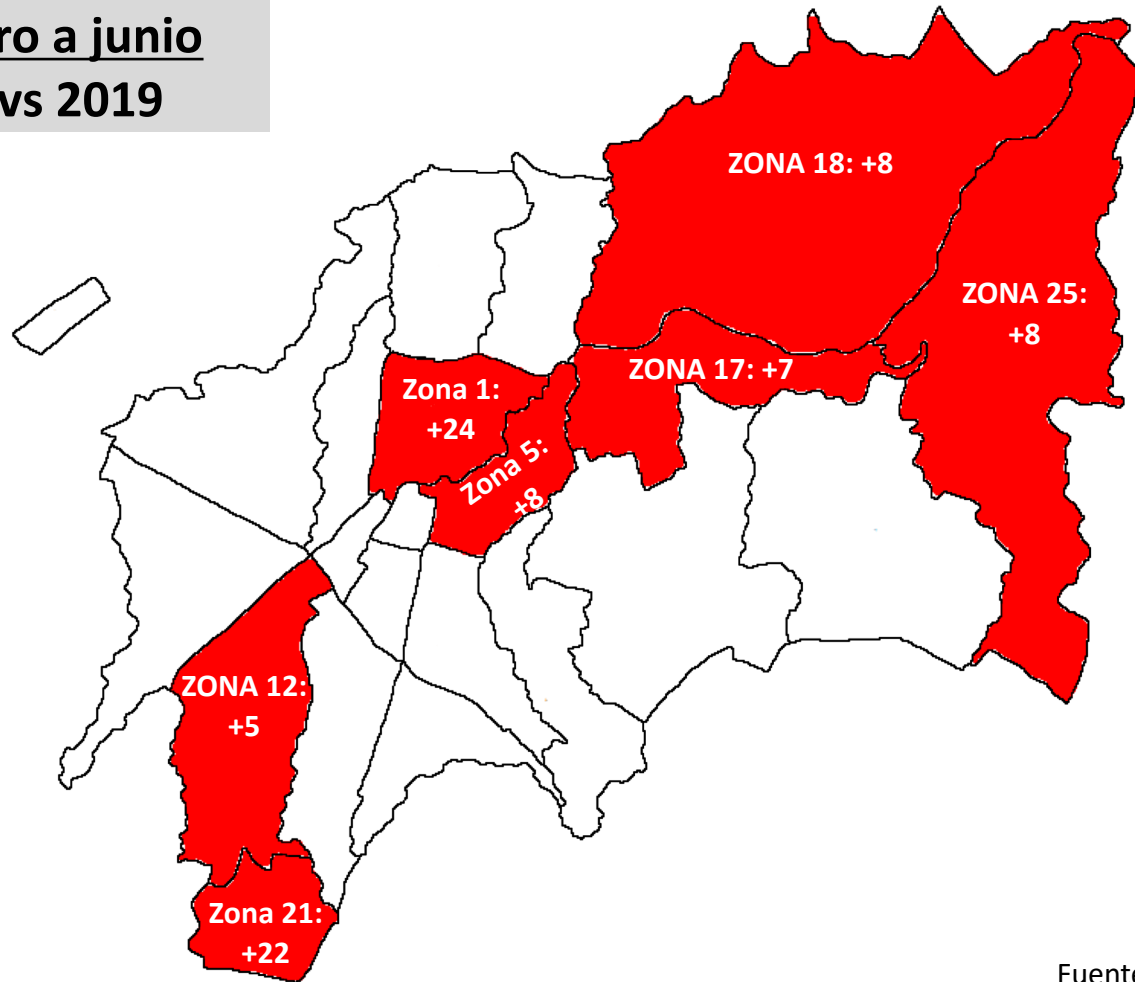 ro a junio
vs 2019
ZONA 18: +8
ZONA 25:
+8
ZONA 17: +7
Zona 1:
+24
Zona 5:
+8
ZONA 12:
+5
Zona 21:
+22
Fuente